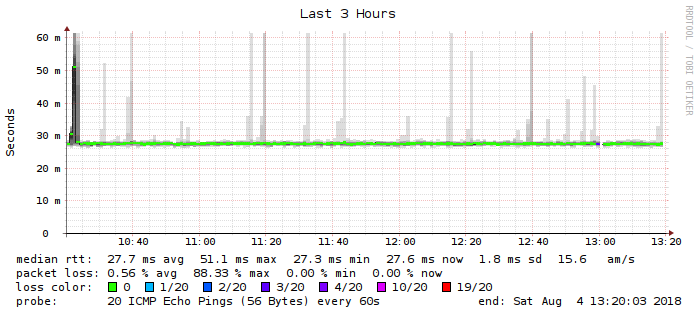 Last 3 Hours
RRDTOOL / TOBI OETIKER
Seconds
60 m
50 m
40 m
30 m
20 m
10 m
0
10:40 11:00 11:20 11:40 12:00 12:20 12:40 13:00 13:20
median rtt: 27.7 ms avg 51.1 ms max 27.3 ms min 27.6 ms now 1.8 ms sd 15.6 am/s
packet loss: 0.56 % avg 88.33 % max 0.00 % min 0.00 % now
loss color: 0 1/20 2/20 3/20 4/20 10/20 19/20
probe: 20 ICMP Echo Pings (56 Bytes) every 60s end: Sat Aug 4 13:20:03 2018